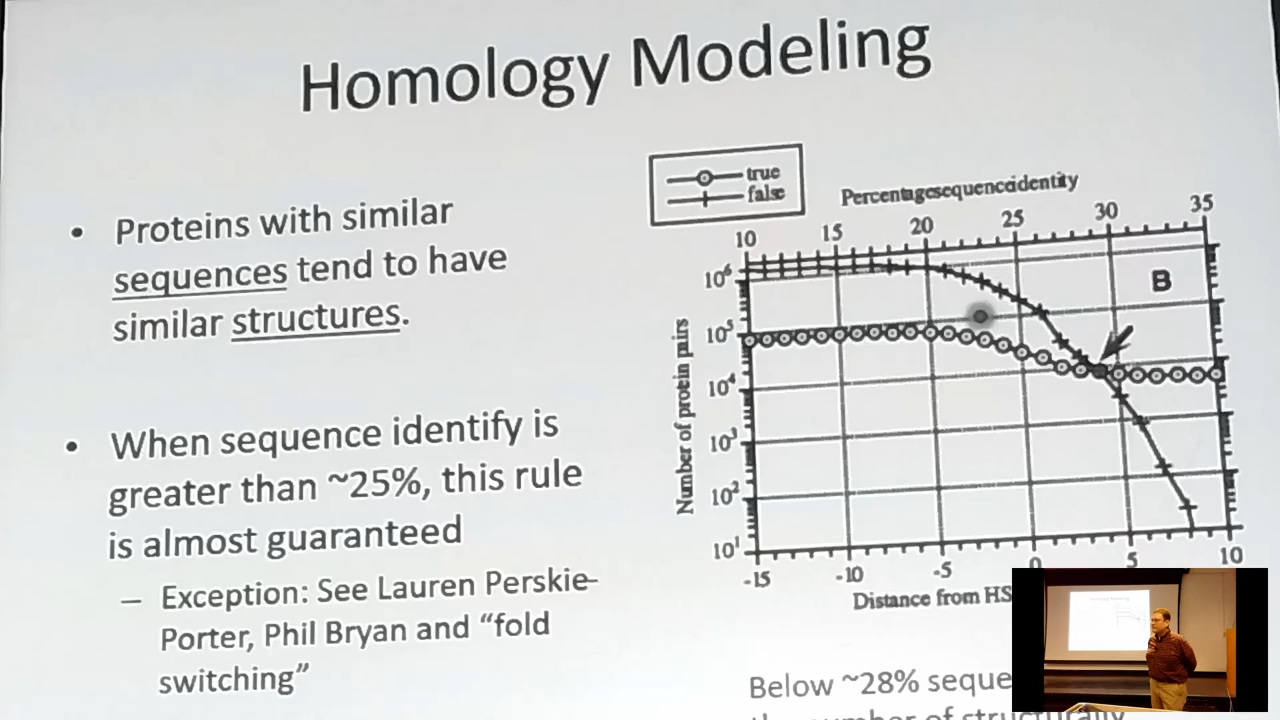 Homology Modeling
• Proteins with similar
sequences tend to have
similar structures.
• When sequence identify is
greater than ~25%, this rule
is almost guaranteed
– Exception: See Lauren Perskie-
Porter, Phil Bryan and "fold
switching"
true
false
Percentagesequenceidentity
10 15 20 25 30 35
B
10⁶
10⁵
10⁴
10³
10²
10¹
Number of protein pairs
-15 -10 -5 0 5 10
Distance from HS
Below ~28% seque
number of structurally